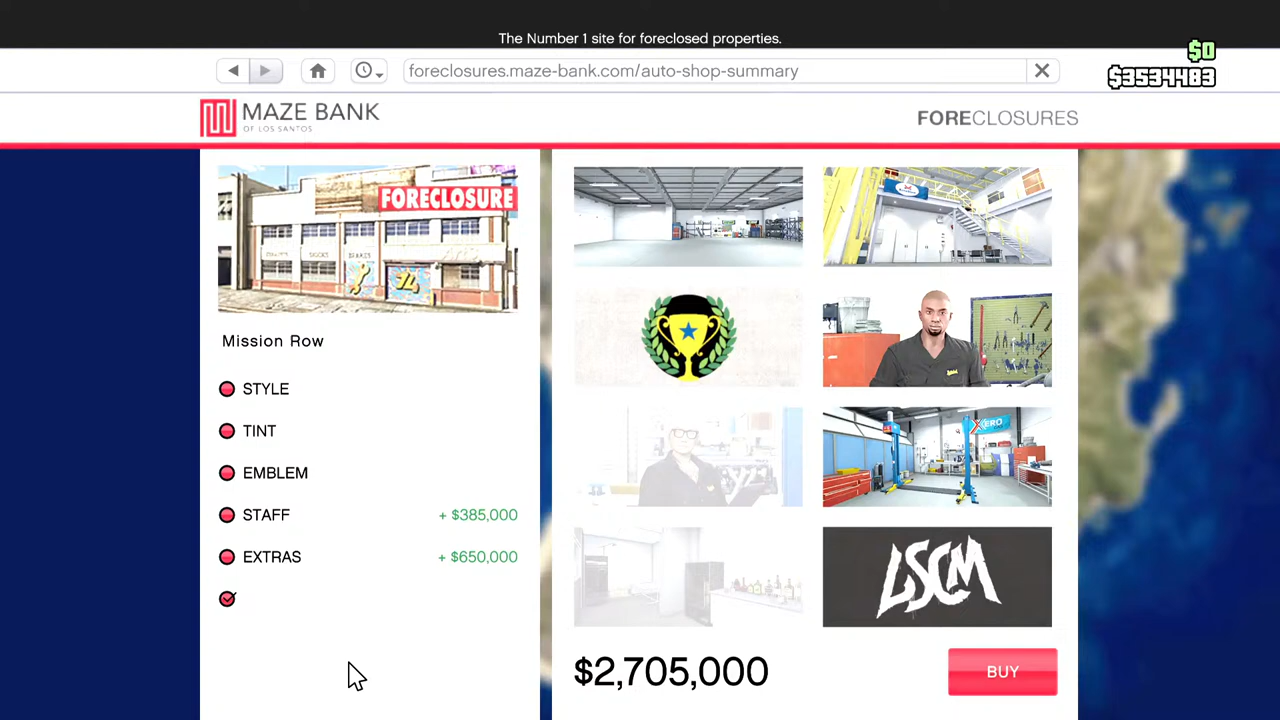 The Number 1 site for foreclosed properties.
$0
foreclosures.maze-bank.com/auto-shop-summary
$3534483
MAZE BANK
OF LOS SANTOS
FORECLOSURES
FORECLOSURE
Mission Row
STYLE
TINT
EMBLEM
STAFF + $385,000
EXTRAS + $650,000
XERO
LSCM
$2,705,000
BUY